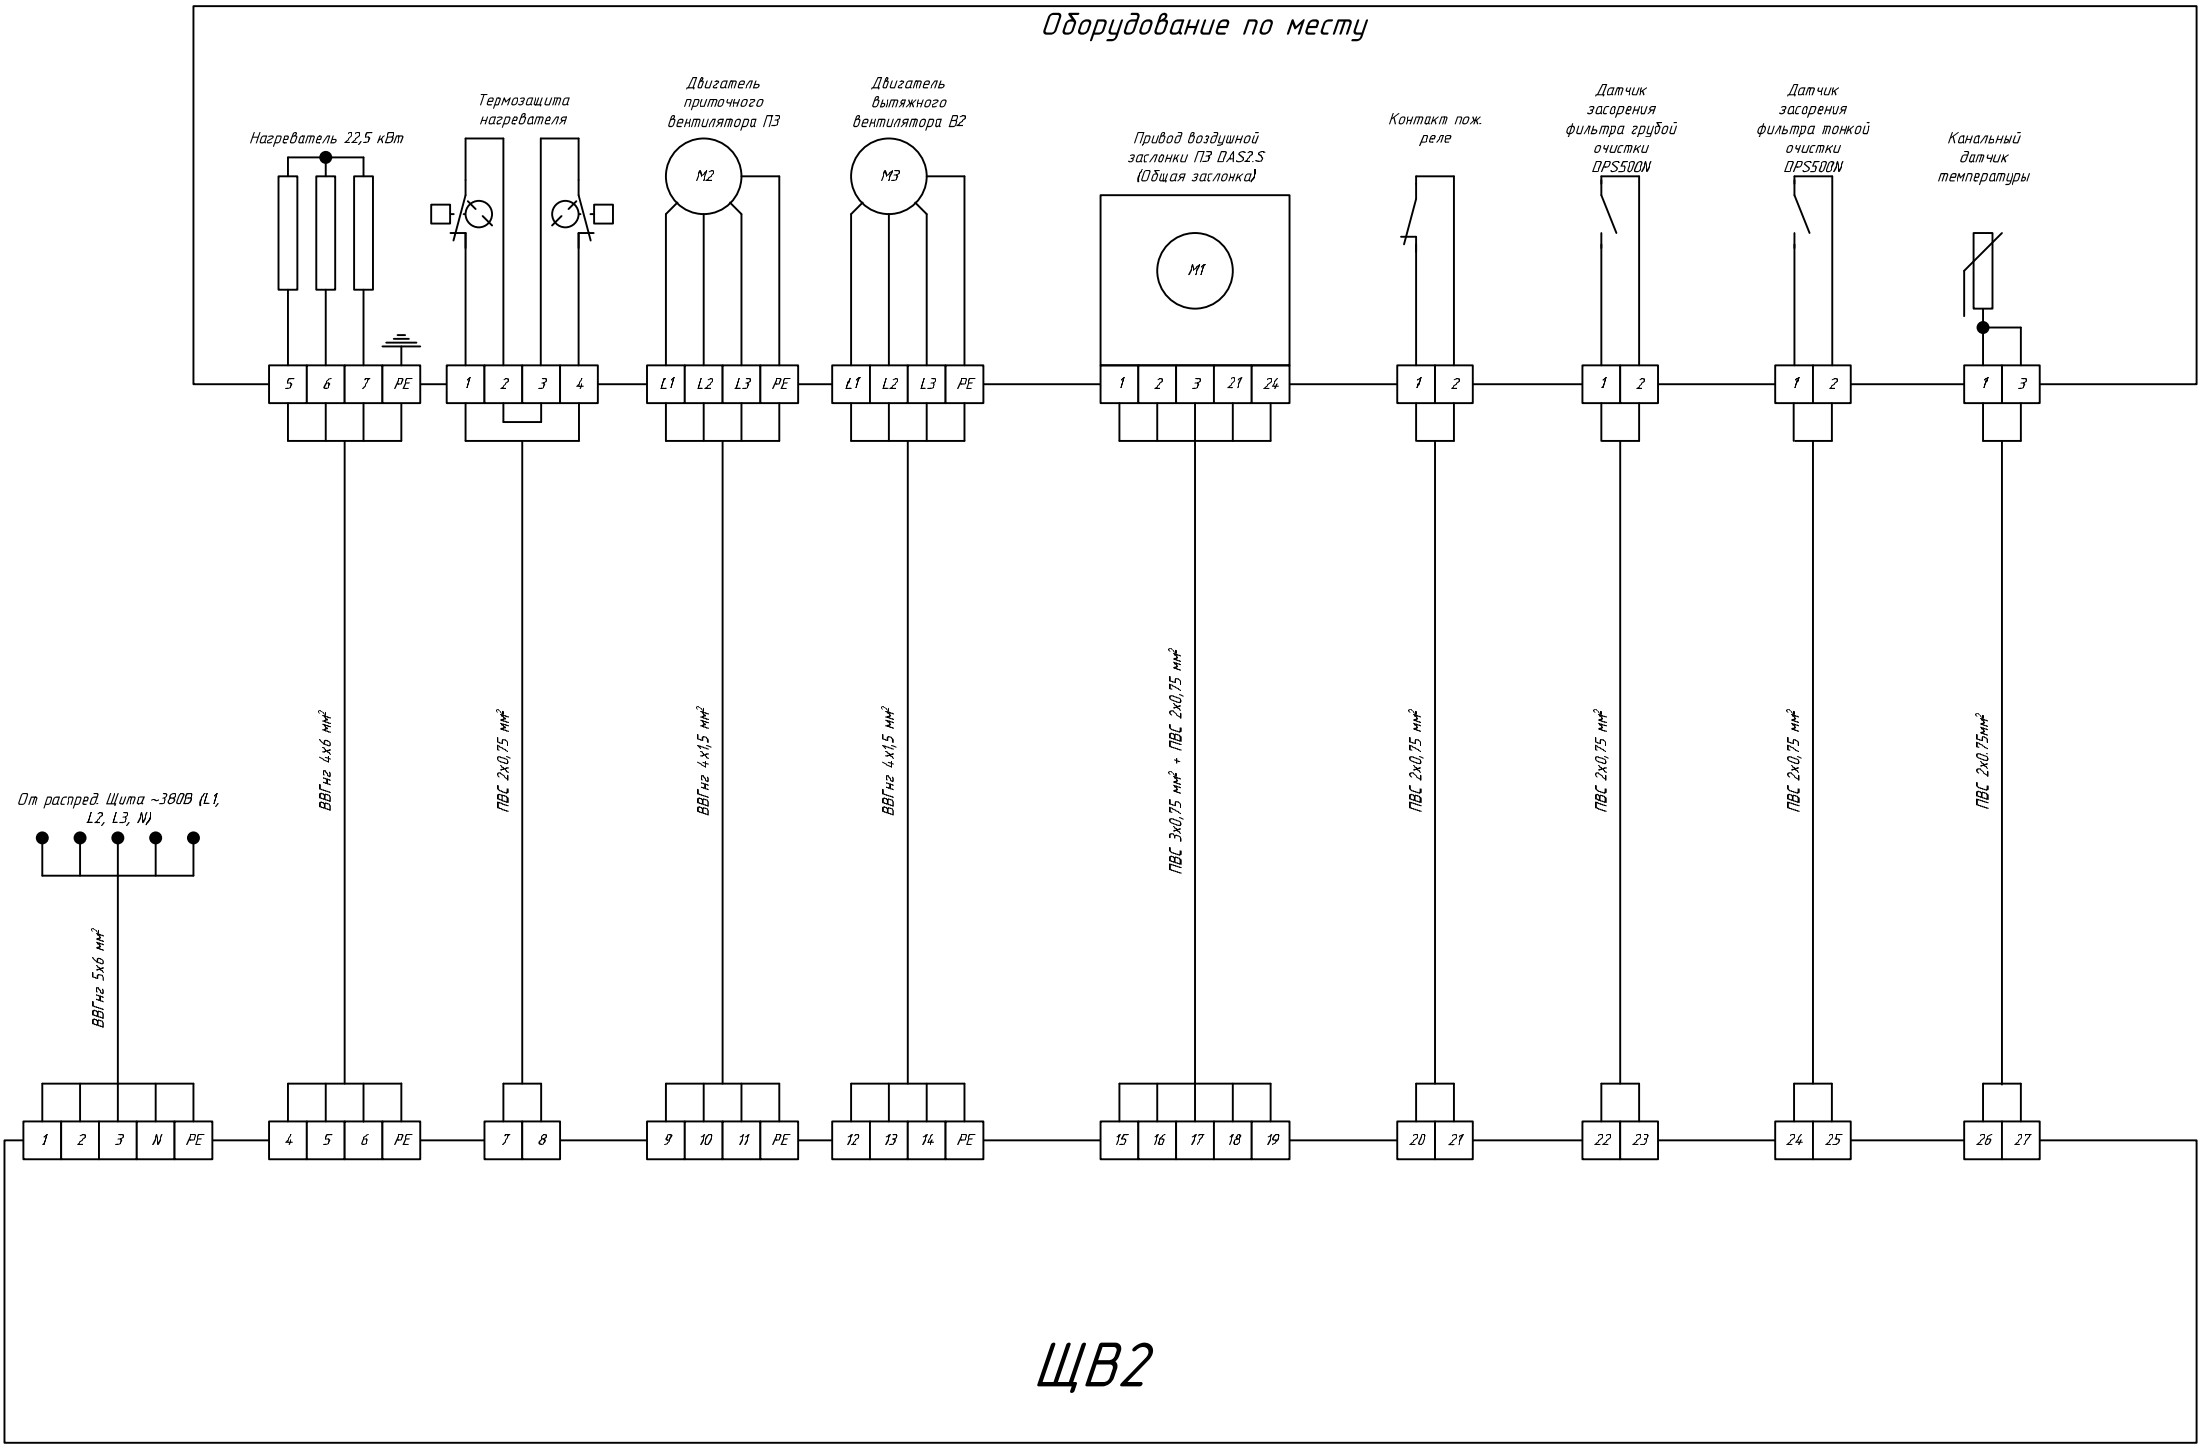 Оборудование по месту
Нагреватель 22,5 кВт
Термозащита
нагревателя
Двигатель
приточного
вентилятора П3
Двигатель
вытяжного
вентилятора В2
Привод воздушной
заслонки П3 DAS2.S
(Общая заслонка)
Контакт пож.
реле
Датчик
засорения
фильтра грубой
очистки
DPS500N
Датчик
засорения
фильтра тонкой
очистки
DPS500N
Канальный
датчик
температуры
М2
М3
М1
5 6 7 PE
1 2 3 4
L1 L2 L3 PE
L1 L2 L3 PE
1 2 3 21 24
1 2
1 2
1 2
1 3
ВВГнг 4х6 мм²
ПВС 2х0,75 мм²
ВВГнг 4х1,5 мм²
ВВГнг 4х1,5 мм²
ПВС 3х0,75 мм² + ПВС 2х0,75 мм²
ПВС 2х0,75 мм²
ПВС 2х0,75 мм²
ПВС 2х0,75 мм²
ПВС 2х0.75мм²
От распред. Щита ~380В (L1,
L2, L3, N)
ВВГнг 5х6 мм²
1 2 3 N PE
4 5 6 PE
7 8
9 10 11 PE
12 13 14 PE
15 16 17 18 19
20 21
22 23
24 25
26 27
ЩВ2